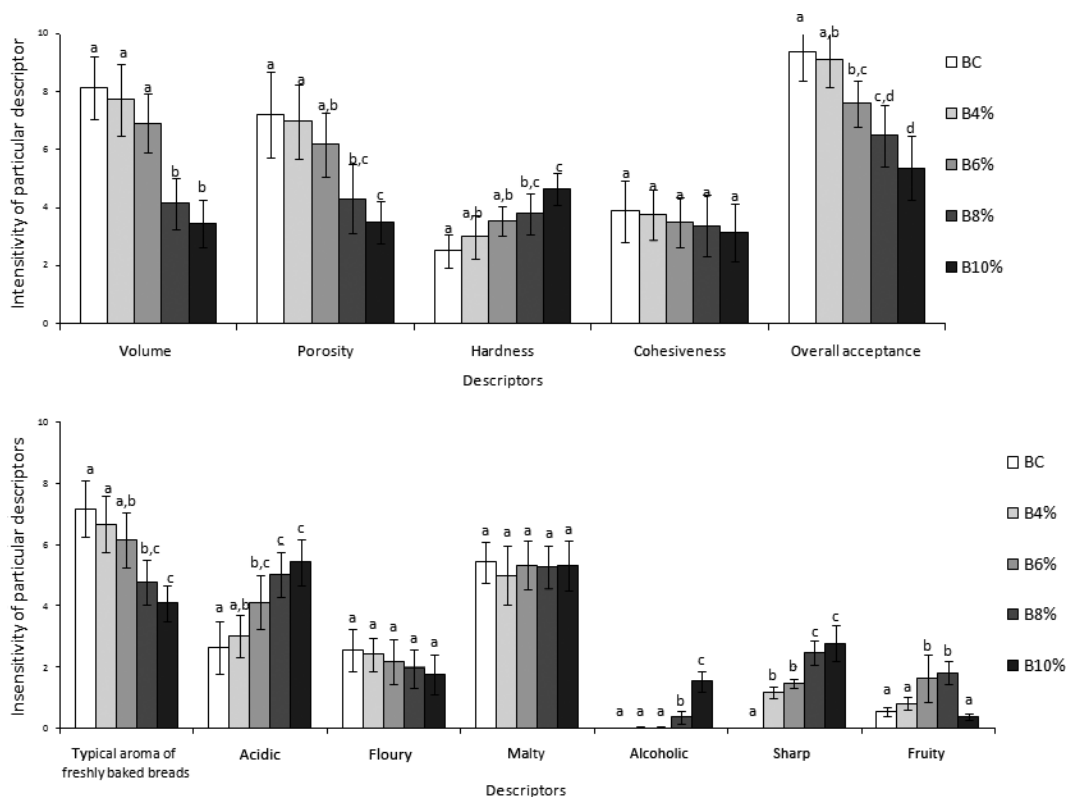 Intensitivity of particular descriptor
10
8
6
4
2
0
a a a b b
a a a,b b,c c
a a,b a,b b,c c
a a a a a
a a,b b,c c,d d
Volume Porosity Hardness Cohesiveness Overall acceptance
Descriptors
BC
B4%
B6%
B8%
B10%
Insensitivity of particular descriptors
10
8
6
4
2
0
a a a,b b,c c
a a,b b,c c c
a a a a a
a a a a a
a a a b c
a b b c c
a a b b a
Typical aroma of
freshly baked breads
Acidic Floury Malty Alcoholic Sharp Fruity
Descriptors
BC
B4%
B6%
B8%
B10%